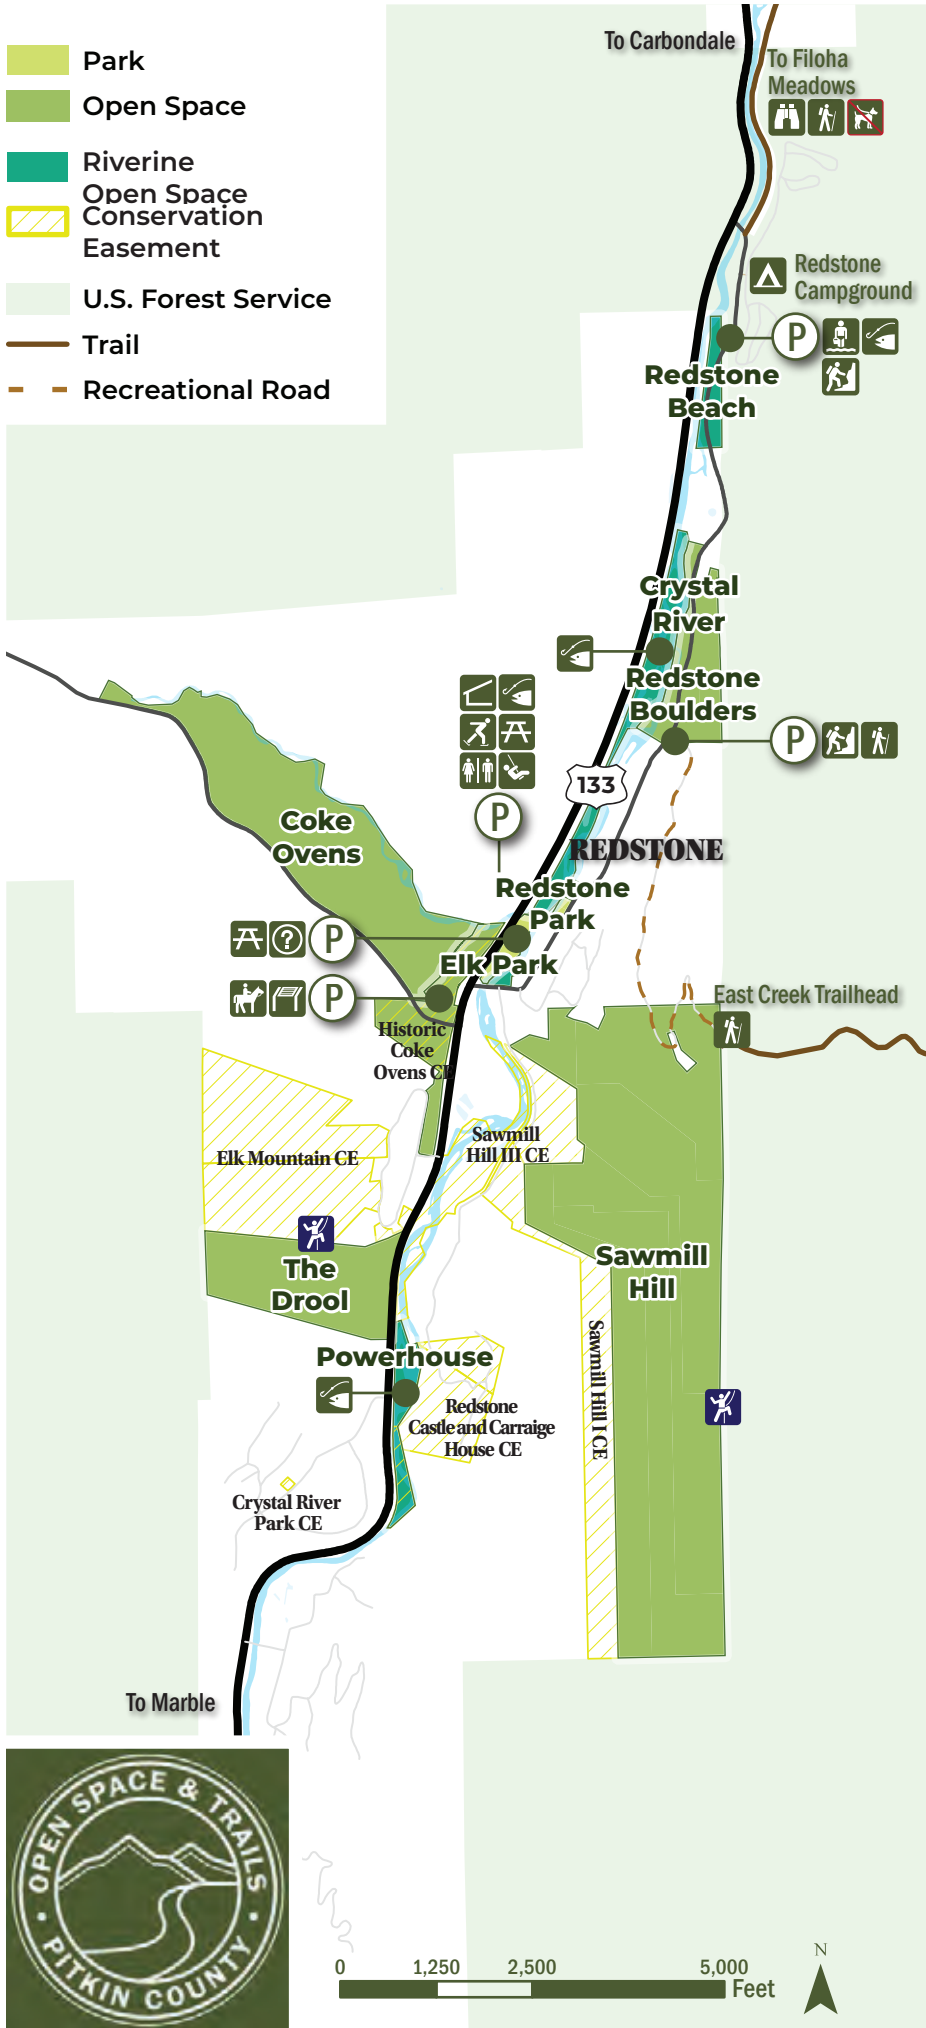 To Carbondale
Park
To Filoha
Meadows
Open Space
Riverine
Open Space
Conservation
Easement
U.S. Forest Service
Trail
Recreational Road
Redstone
Campground
P
Redstone
Beach
Crystal
River
Redstone
Boulders
P
133
P
Coke
Ovens
REDSTONE
Redstone
Park
? P
Elk Park
P
East Creek Trailhead
Historic
Coke
Ovens CE
Sawmill
Hill III CE
Elk Mountain CE
Sawmill
Hill
The
Drool
Sawmill Hill I CE
Powerhouse
Redstone
Castle and Carraige
House CE
Crystal River
Park CE
To Marble
OPEN SPACE & TRAILS
• PITKIN COUNTY •
N
0 1,250 2,500 5,000
Feet